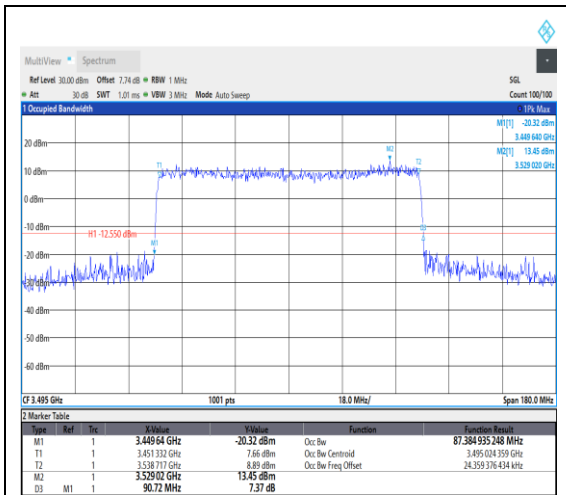 MultiView Spectrum
Ref Level 30.00 dBm Offset 7.74 dB RBW 1 MHz SGL
Att 30 dB SWT 1.01 ms VBW 3 MHz Mode Auto Sweep Count 100/100
1 Occupied Bandwidth 1Pk Max
M1[1] -20.32 dBm
3.449 640 GHz
M2[1] 13.45 dBm
3.529 020 GHz
20 dBm
M2
T1 T2
10 dBm
0 dBm
-10 dBm
H1 -12.550 dBm
D3
M1
-20 dBm
-30 dBm
-40 dBm
-50 dBm
-60 dBm
CF 3.495 GHz 1001 pts 18.0 MHz/ Span 180.0 MHz
2 Marker Table
Type Ref Trc X-Value Y-Value Function Function Result
M1 1 3.449 64 GHz -20.32 dBm Occ Bw 87.384 935 248 MHz
T1 1 3.451 332 GHz 7.66 dBm Occ Bw Centroid 3.495 024 359 GHz
T2 1 3.538 717 GHz 8.89 dBm Occ Bw Freq Offset 24.359 376 434 kHz
M2 1 3.529 02 GHz 13.45 dBm
D3 M1 1 90.72 MHz 7.37 dB